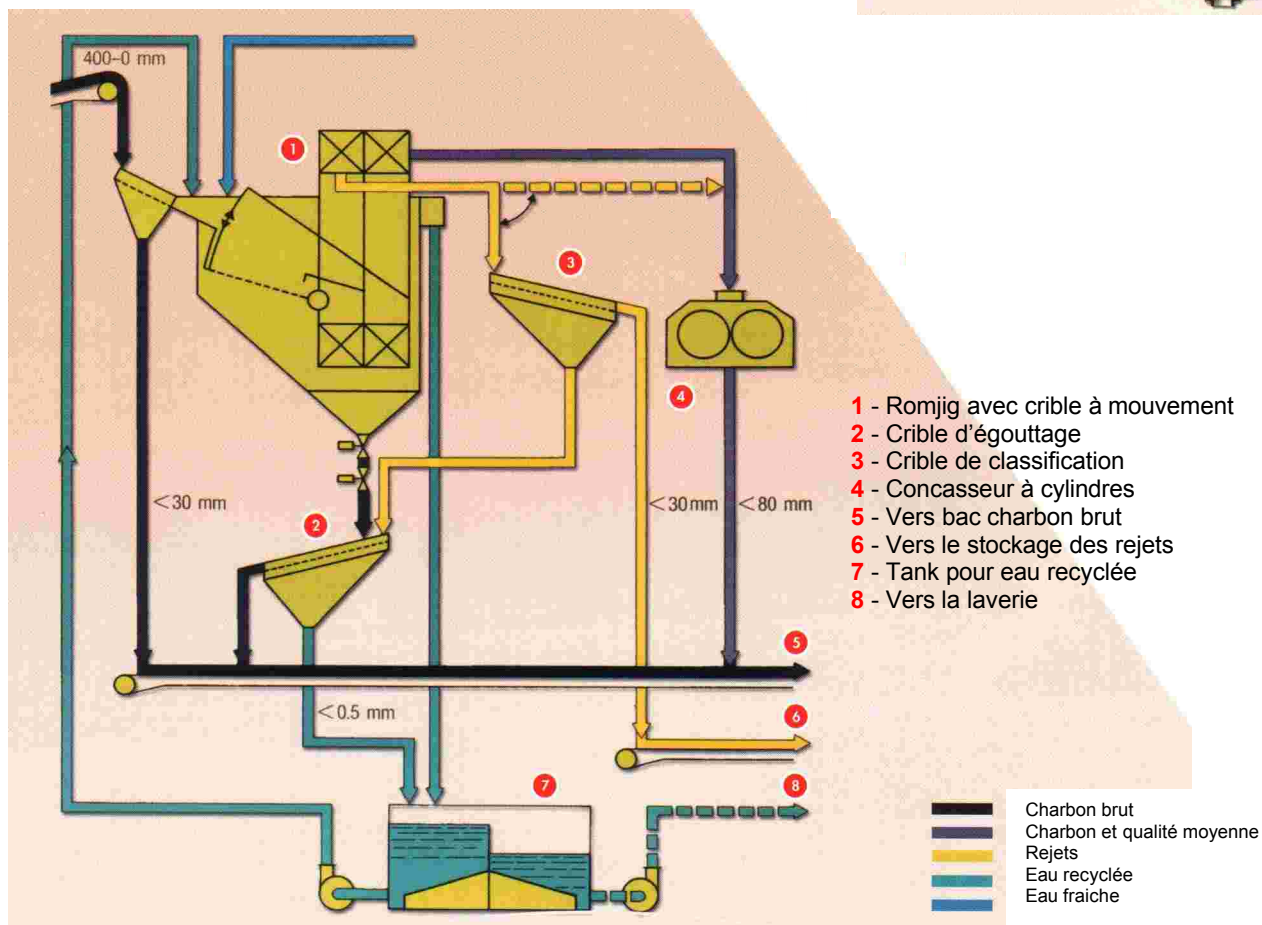 400-0 mm
1
3
4
<30 mm
<30mm
<80 mm
2
5
<0.5 mm
6
7
8
1 - Romjig avec crible à mouvement
2 - Crible d'égouttage
3 - Crible de classification
4 - Concasseur à cylindres
5 - Vers bac charbon brut
6 - Vers le stockage des rejets
7 - Tank pour eau recyclée
8 - Vers la laverie
Charbon brut
Charbon et qualité moyenne
Rejets
Eau recyclée
Eau fraiche